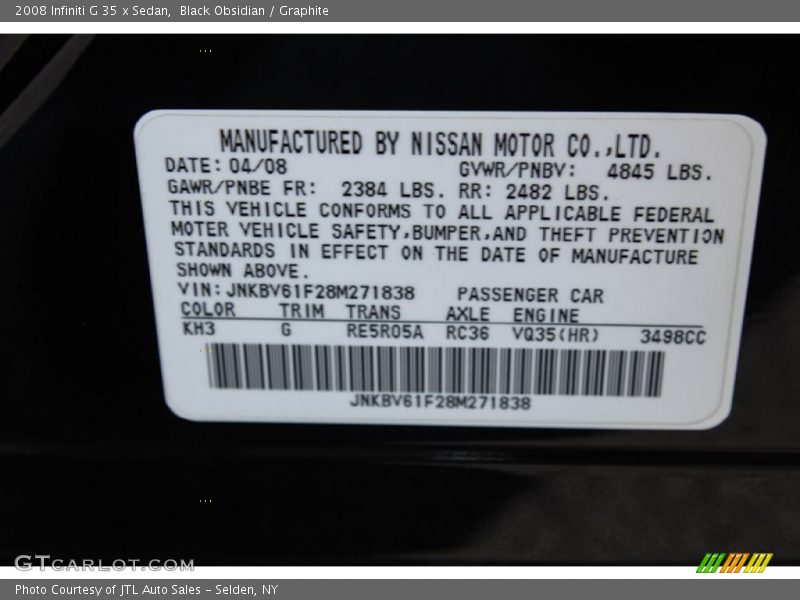 2008 Infiniti G 35 x Sedan,  Black Obsidian / Graphite
MANUFACTURED BY NISSAN MOTOR CO.,LTD.
DATE: 04/08 GVWR/PNBV: 4845 LBS.
GAWR/PNBE FR: 2384 LBS. RR: 2482 LBS.
THIS VEHICLE CONFORMS TO ALL APPLICABLE FEDERAL
MOTER VEHICLE SAFETY,BUMPER,AND THEFT PREVENTION
STANDARDS IN EFFECT ON THE DATE OF MANUFACTURE
SHOWN ABOVE.
VIN: JNKBV61F28M271838 PASSENGER CAR
COLOR TRIM TRANS AXLE ENGINE
KH3 G RE5R05A RC36 VQ35(HR) 3498CC
JNKBV61F28M271838
GTCARLOT.COM
Photo Courtesy of JTL Auto Sales - Selden, NY